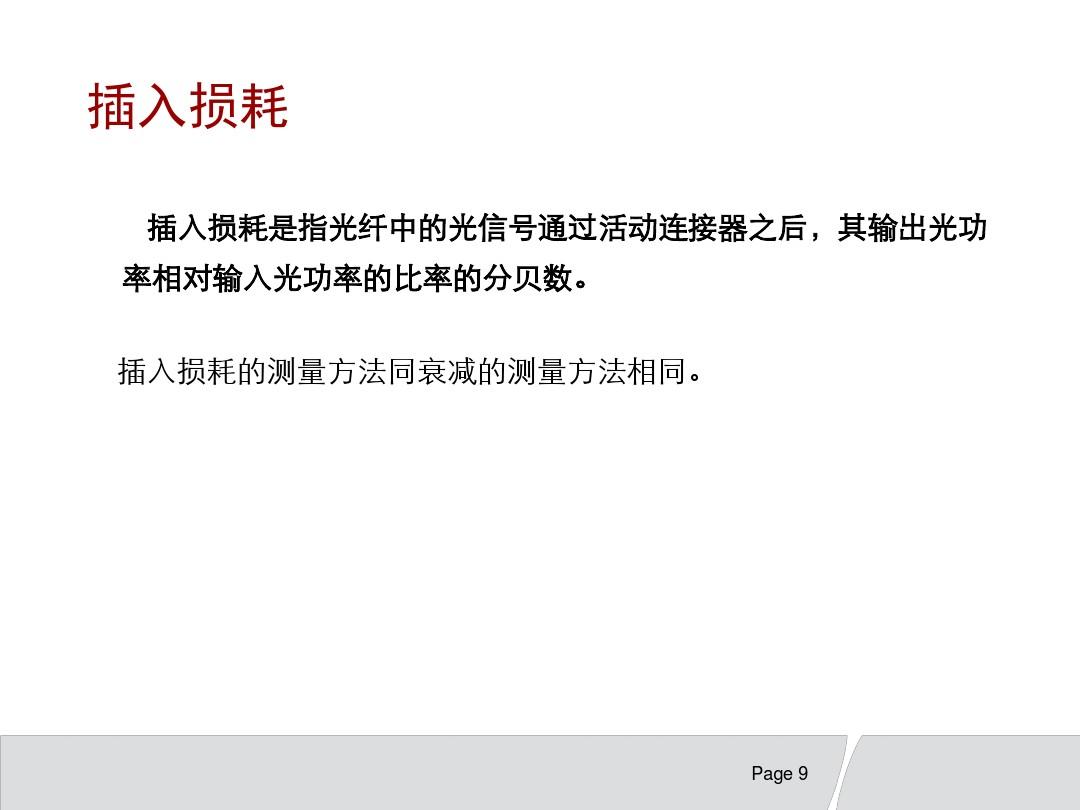 插入损耗
插入损耗是指光纤中的光信号通过活动连接器之后，其输出光功
率相对输入光功率的比率的分贝数。
插入损耗的测量方法同衰减的测量方法相同。
Page 9